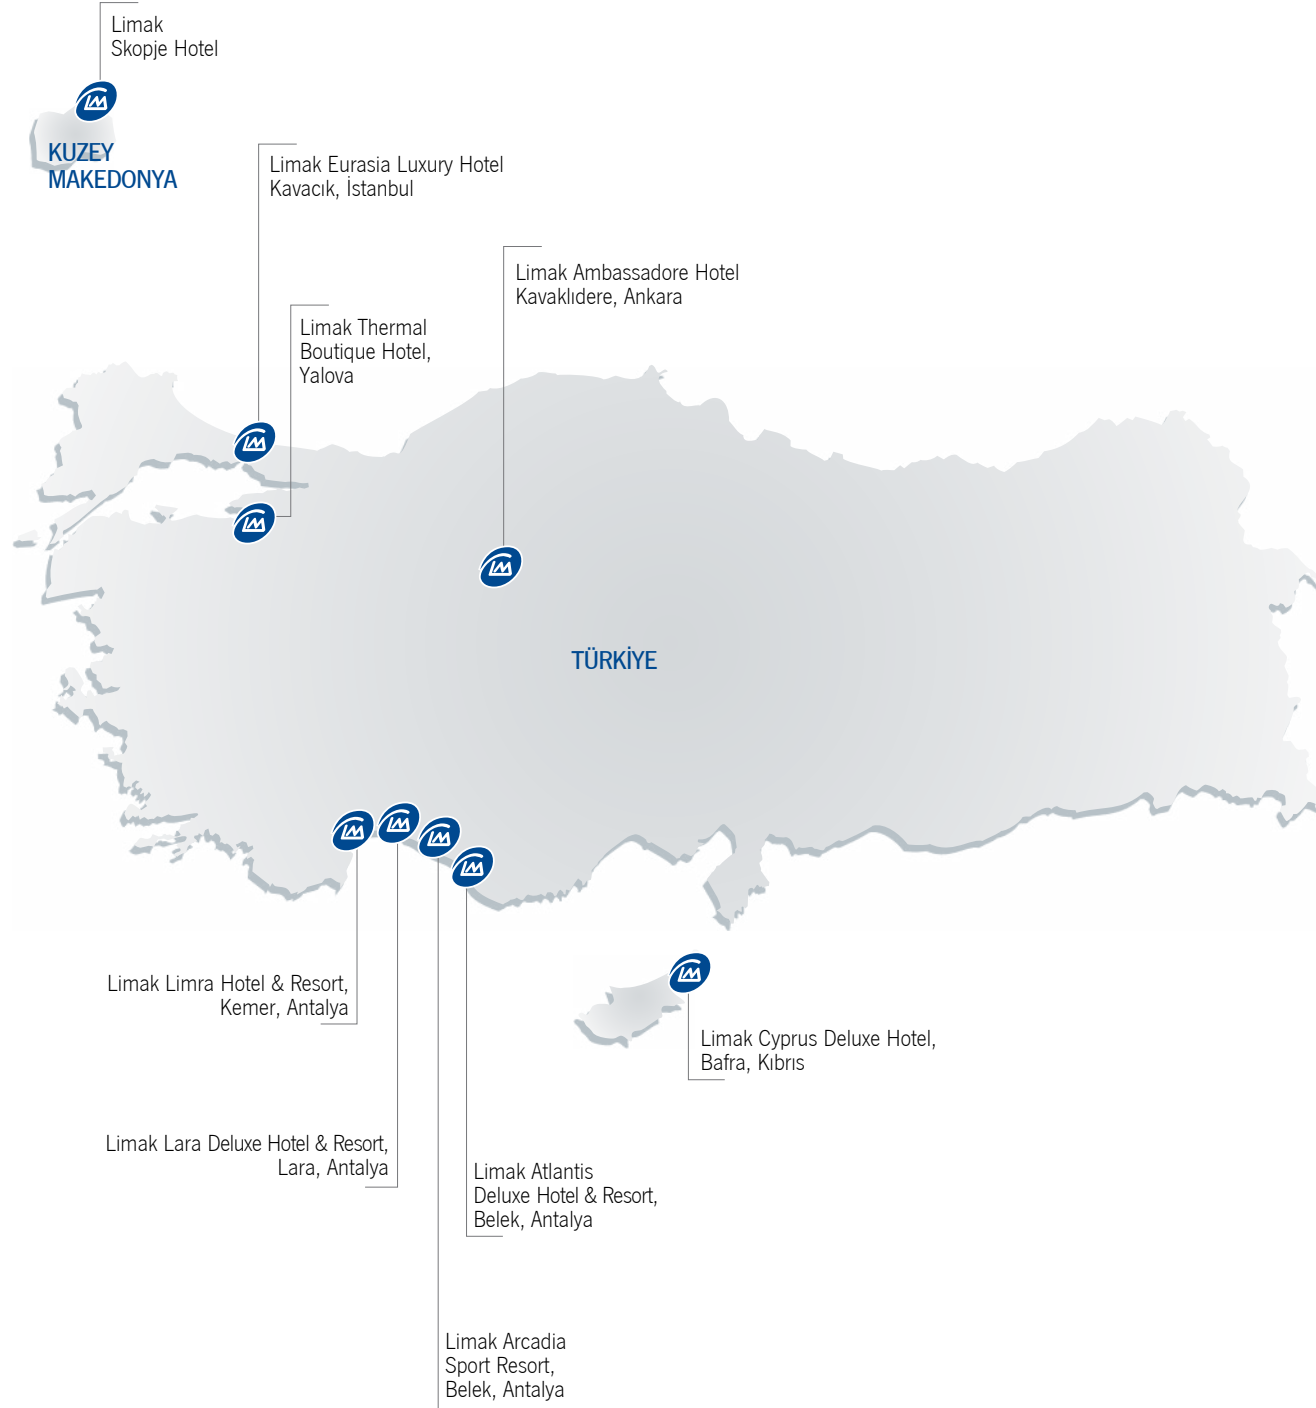 Limak
Skopje Hotel
KUZEY
MAKEDONYA
Limak Eurasia Luxury Hotel
Kavacık, İstanbul
Limak Ambassadore Hotel
Kavaklıdere, Ankara
Limak Thermal
Boutique Hotel,
Yalova
TÜRKİYE
Limak Limra Hotel & Resort,
Kemer, Antalya
Limak Cyprus Deluxe Hotel,
Bafra, Kıbrıs
Limak Lara Deluxe Hotel & Resort,
Lara, Antalya
Limak Atlantis
Deluxe Hotel & Resort,
Belek, Antalya
Limak Arcadia
Sport Resort,
Belek, Antalya